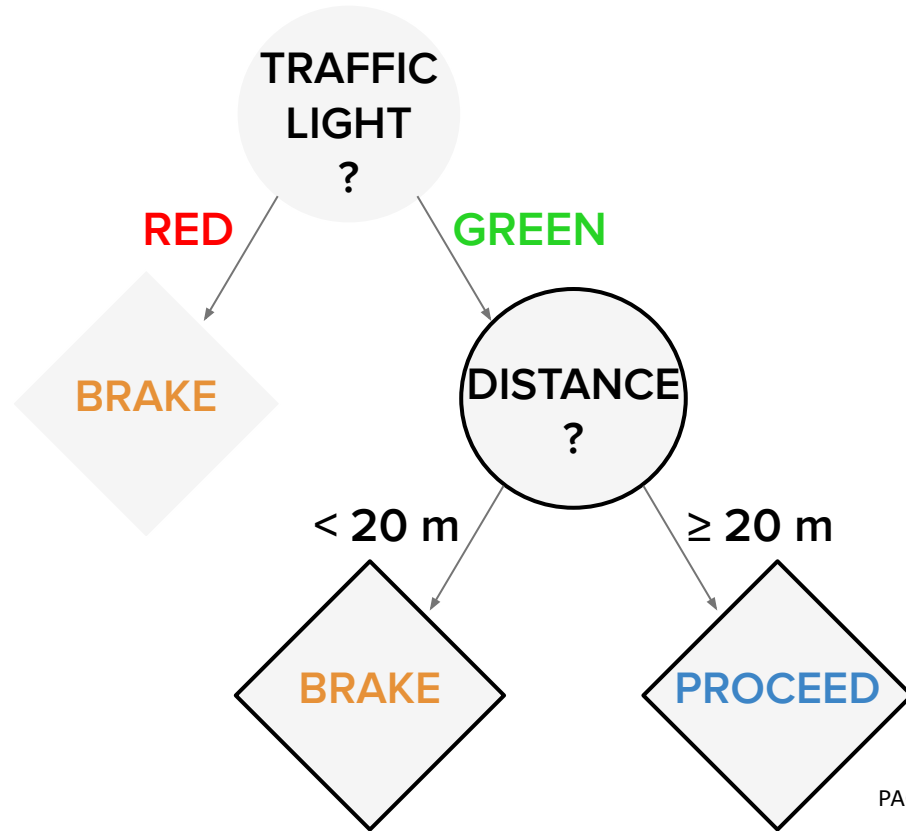 TRAFFIC
LIGHT
?
RED
GREEN
BRAKE
DISTANCE
?
< 20 m
≥ 20 m
BRAKE
PROCEED
PA